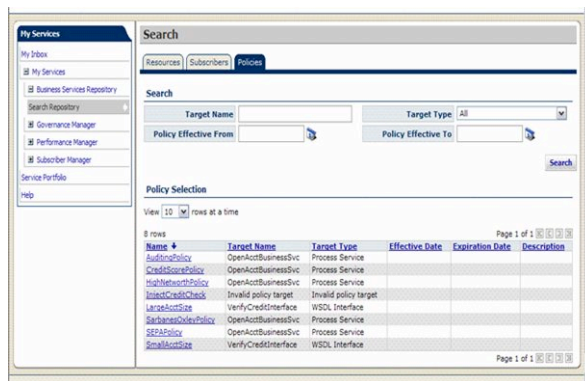 My Services
My Inbox
My Services
Business Services Repository
Search Repository
Governance Manager
Performance Manager
Subscriber Manager
Service Portfolio
Help
Search
Resources Subscribers Policies
Search
Target Name Target Type All
Policy Effective From Policy Effective To
Search
Policy Selection
View 10 rows at a time
8 rows Page 1 of 1
Name Target Name Target Type Effective Date Expiration Date Description
AuditingPolicy OpenAcctBusinessSvc Process Service
CreditScorePolicy OpenAcctBusinessSvc Process Service
HighNetworthPolicy OpenAcctBusinessSvc Process Service
InjectCreditCheck Invalid policy target Invalid policy target
LargeAcctSize VerifyCreditInterface WSDL Interface
SarbanesOxleyPolicy OpenAcctBusinessSvc Process Service
SEPAPolicy OpenAcctBusinessSvc Process Service
SmallAcctSize VerifyCreditInterface WSDL Interface
Page 1 of 1